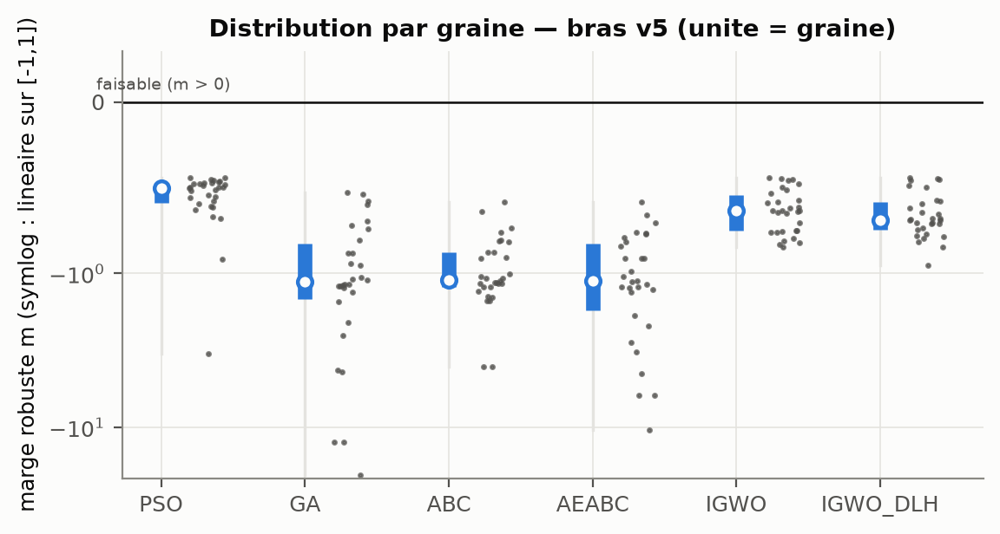 Distribution par graine — bras v5 (unite = graine)
marge robuste m (symlog : lineaire sur [-1,1])
faisable (m > 0)
0
−10⁰
−10¹
PSO
GA
ABC
AEABC
IGWO
IGWO_DLH